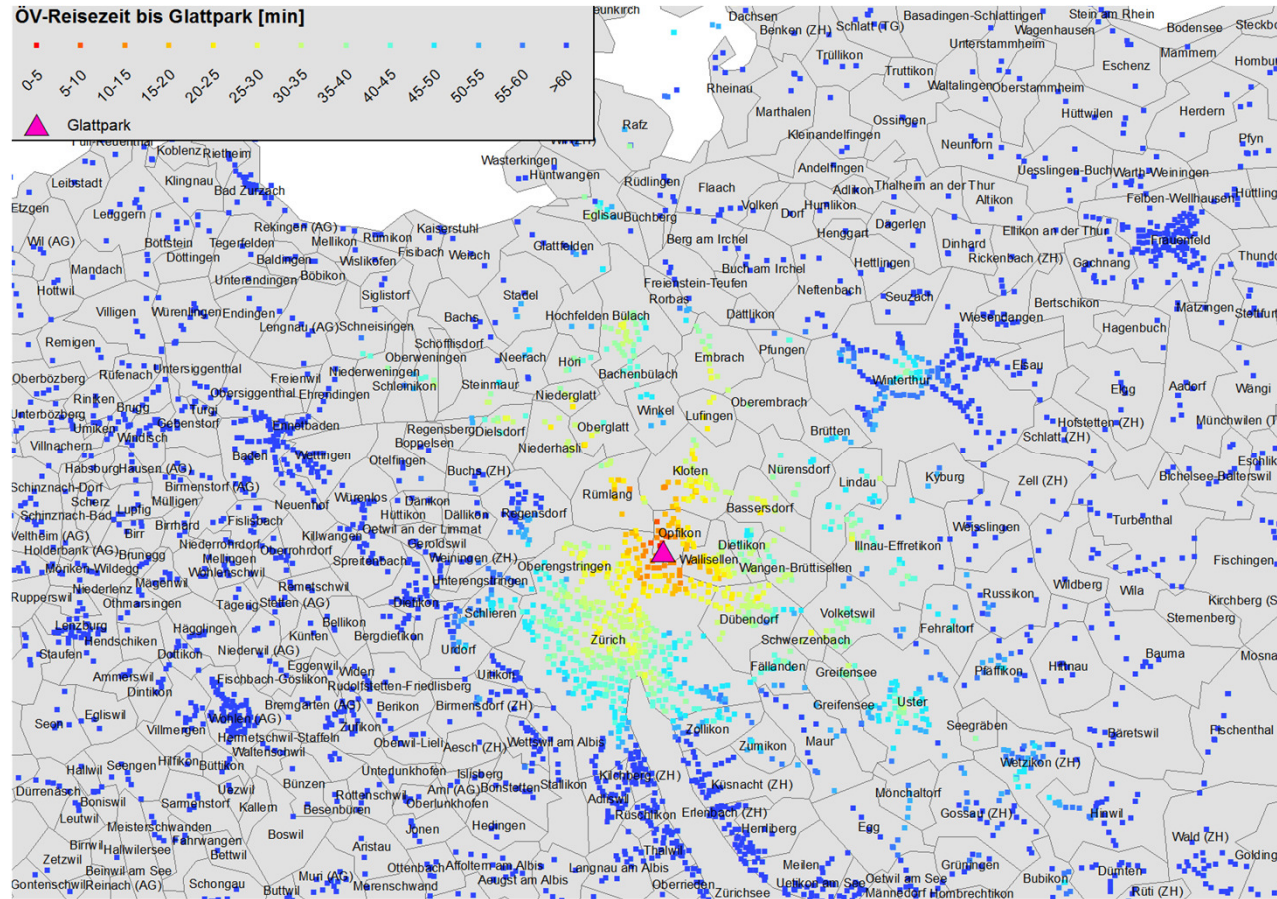 ÖV-Reisezeit bis Glattpark [min]
0-5
5-10
10-15
15-20
20-25
25-30
30-35
35-40
40-45
45-50
50-55
55-60
>60
Glattpark
Dachsen
Basadingen-Schlattingen
Stein am Rhein
Benken (ZH)
Schlatt (TG)
Wagenhausen
Bodensee
Trüllikon
Unterstammheim
Mammern
Truttikon
Eschenz
Rheinau
Waltalingen
Oberstammheim
Marthalen
Hüttwilen
Herdern
Rafz
Ossingen
Kleinandelfingen
Pfyn
Neunforn
Koblenz
Rietheim
Wasterkingen
Hüntwangen
Rüdlingen
Flaach
Andelfingen
Adlikon
Thalheim an der Thur
Uesslingen-Buch
Warth-Weiningen
Leibstadt
Klingnau
Bad Zurzach
Altikon
Felben-Wellhausen
Etzgen
Leuggern
Eglisau
Buchberg
Volken
Dorf
Humlikon
Dägerlen
Rekingen (AG)
Kaiserstuhl
Ellikon an der Thur
Frauenfeld
Wil (AG)
Böttstein
Tegerfelden
Mellikon
Rümikon
Glattfelden
Berg am Irchel
Henggart
Dinhard
Döttingen
Baldingen
Wislikofen
Fisibach
Weiach
Rickenbach (ZH)
Gachnang
Mandach
Böbikon
Buch am Irchel
Hettlingen
Unterendingen
Siglistorf
Stadel
Freienstein-Teufen
Neftenbach
Seuzach
Bertschikon
Matzingen
Hottwil
Rorbas
Villigen
Würenlingen
Endingen
Bachs
Hochfelden
Bülach
Dättlikon
Wiesendangen
Hagenbuch
Lengnau (AG)
Schneisingen
Remigen
Schöfflisdorf
Embrach
Pfungen
Oberweningen
Neerach
Höri
Elsau
Oberbözberg
Rüfenach
Untersiggenthal
Freienwil
Niederweningen
Bachenbülach
Winterthur
Elgg
Aadorf
Wängi
Schleinikon
Steinmaur
Obersiggenthal
Ehrendingen
Niederglatt
Oberembrach
Riniken
Brugg
Turgi
Winkel
Lufingen
Unterbözberg
Umiken
Gebenstorf
Ennetbaden
Regensberg
Dielsdorf
Oberglatt
Brütten
Hofstetten (ZH)
Villnachern
Windisch
Boppelsen
Schlatt (ZH)
Baden
Wettingen
Otelfingen
Niederhasli
Habsburg
Hausen (AG)
Buchs (ZH)
Kloten
Nürensdorf
Kyburg
Zell (ZH)
Bichelsee-Balterswil
Schinznach-Dorf
Birmenstorf (AG)
Lindau
Scherz
Mülligen
Neuenhof
Würenlos
Dänikon
Rümlang
Schinznach-Bad
Lupfig
Hüttikon
Dällikon
Regensdorf
Bassersdorf
Turbenthal
Veltheim (AG)
Birr
Birrhard
Fislisbach
Killwangen
Oetwil an der Limmat
Opfikon
Weisslingen
Holderbank (AG)
Brunegg
Niederrohrdorf
Oberrohrdorf
Geroldswil
Dietlikon
Illnau-Effretikon
Möriken-Wildegg
Mellingen
Spreitenbach
Weiningen (ZH)
Oberengstringen
Wallisellen
Wangen-Brüttisellen
Fischingen
Wohlenschwil
Niederlenz
Mägenwil
Remetschwil
Unterengstringen
Wildberg
Wila
Rupperswil
Othmarsingen
Tägerig
Stetten (AG)
Dietikon
Schlieren
Volketswil
Russikon
Lenzburg
Bellikon
Dübendorf
Sternenberg
Hendschiken
Hägglingen
Künten
Bergdietikon
Zürich
Schwerzenbach
Fehraltorf
Staufen
Dottikon
Niederwil (AG)
Urdorf
Bauma
Eggenwil
Widen
Fällanden
Greifensee
Pfäffikon
Hittnau
Ammerswil
Fischbach-Göslikon
Rudolfstetten-Friedlisberg
Uitikon
Dintikon
Bremgarten (AG)
Berikon
Birmensdorf (ZH)
Greifensee
Uster
Egliswil
Wohlen (AG)
Zufikon
Zollikon
Seegräben
Seon
Villmergen
Hermetschwil-Staffeln
Oberwil-Lieli
Aesch (ZH)
Wettswil am Albis
Zumikon
Maur
Bäretswil
Fischenthal
Waltenschwil
Wetzikon (ZH)
Hilfikon
Büttikon
Unterlunkhofen
Islisberg
Hallwil
Seengen
Bünzen
Arni (AG)
Bonstetten
Stallikon
Kilchberg (ZH)
Küsnacht (ZH)
Dürrenäsch
Boniswil
Sarmenstorf
Uezwil
Kallern
Besenbüren
Rottenschwil
Oberlunkhofen
Adliswil
Mönchaltorf
Leutwil
Rüschlikon
Erlenbach (ZH)
Gossau (ZH)
Hinwil
Meisterschwanden
Boswil
Jonen
Hedingen
Herrliberg
Egg
Birrwil
Hallwilersee
Fahrwangen
Wald (ZH)
Bettwil
Aristau
Thalwil
Zetzwil
Beinwil am See
Ottenbach
Affoltern am Albis
Langnau am Albis
Meilen
Oetwil am See
Grüningen
Dürnten
Gontenschwil
Reinach (AG)
Schongau
Buttwil
Muri (AG)
Merenschwand
Aeugst am Albis
Oberrieden
Zürichsee
Uetikon am See
Männedorf
Hombrechtikon
Bubikon
Rüti (ZH)